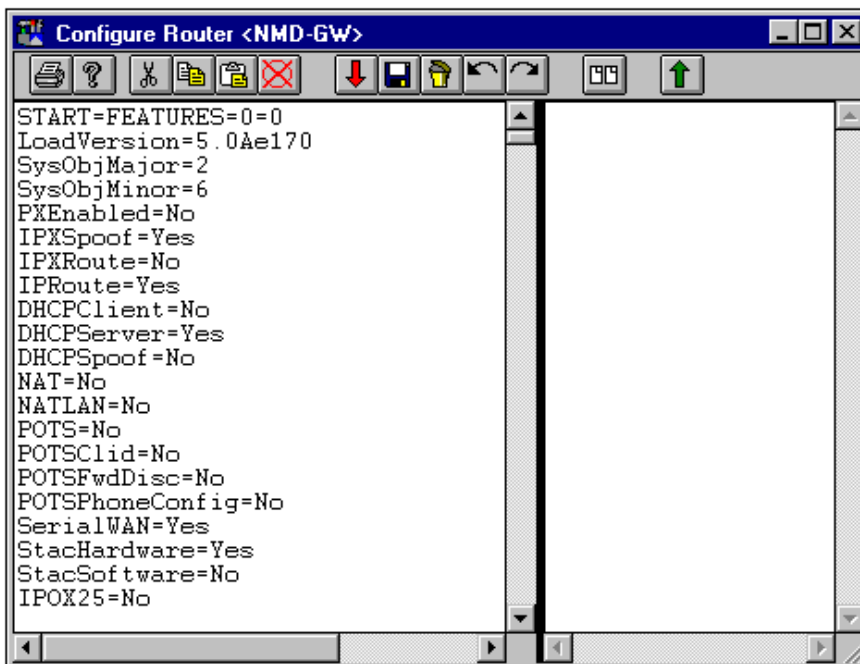 Configure Router <NMD-GW>
START=FEATURES=0=0
LoadVersion=5.0Ae170
SysObjMajor=2
SysObjMinor=6
PXEnabled=No
IPXSpoof=Yes
IPXRoute=No
IPRoute=Yes
DHCPClient=No
DHCPServer=Yes
DHCPSpoof=No
NAT=No
NATLAN=No
POTS=No
POTSClid=No
POTSFwdDisc=No
POTSPhoneConfig=No
SerialWAN=Yes
StacHardware=Yes
StacSoftware=No
IPOX25=No